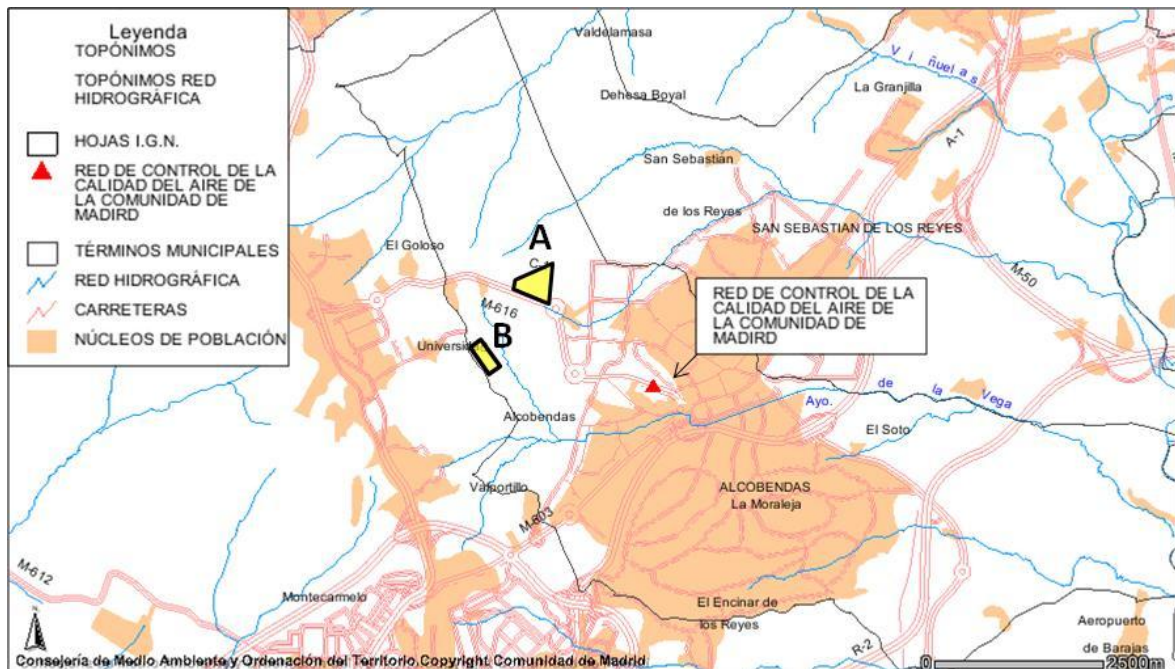 Leyenda
TOPÓNIMOS
TOPÓNIMOS RED
HIDROGRÁFICA
HOJAS I.G.N.
RED DE CONTROL DE LA
CALIDAD DEL AIRE DE
LA COMUNIDAD DE
MADIRD
TÉRMINOS MUNICIPALES
RED HIDROGRÁFICA
CARRETERAS
NÚCLEOS DE POBLACIÓN
Valdelamasa
Viñuelas
Dehesa Boyal
La Granjilla
A-1
San Sebastián
de los Reyes
SAN SEBASTIAN DE LOS REYES
El Goloso
A
M-50
M-616
RED DE CONTROL DE LA
CALIDAD DEL AIRE DE
LA COMUNIDAD DE
MADIRD
B
Alcobendas
Ayo. de la Vega
El Soto
Valportillo
ALCOBENDAS
La Moraleja
M-603
M-612
Montecarmelo
El Encinar de
los Reyes
R-2
Aeropuerto
de Barajas
N
Consejería de Medio Ambiente y Ordenación del Territorio.Copyright Comunidad de Madrid
0 2500m